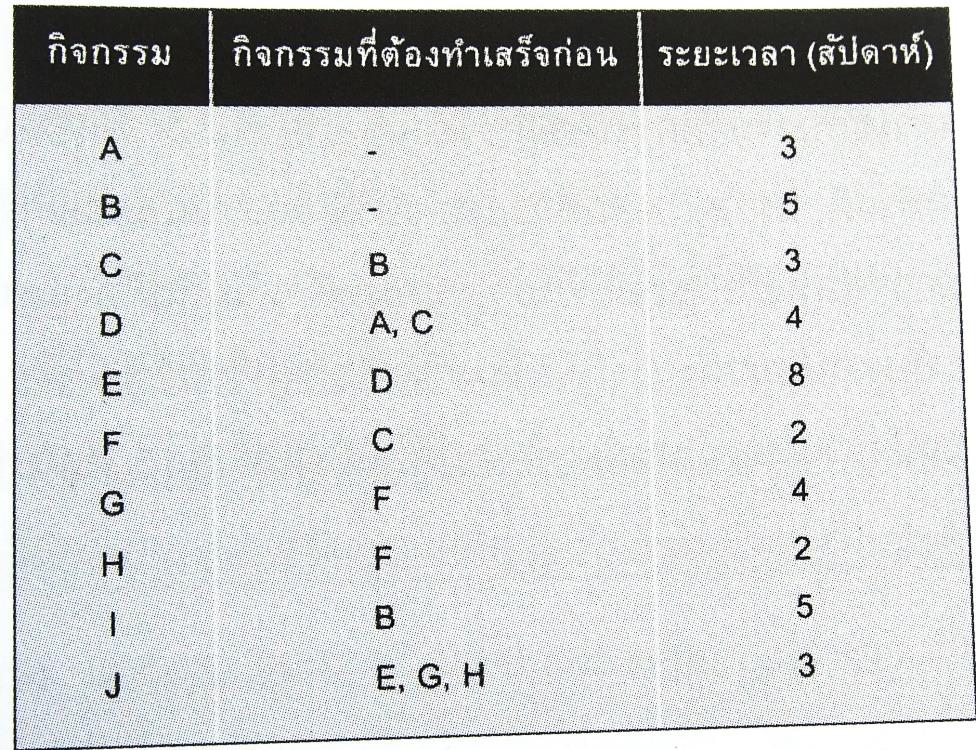 กิจกรรม กิจกรรมที่ต้องทำเสร็จก่อน ระยะเวลา (สัปดาห์)
A - 3
B - 5
C B 3
D A, C 4
E D 8
F C 2
G F 4
H F 2
I B 5
J E, G, H 3